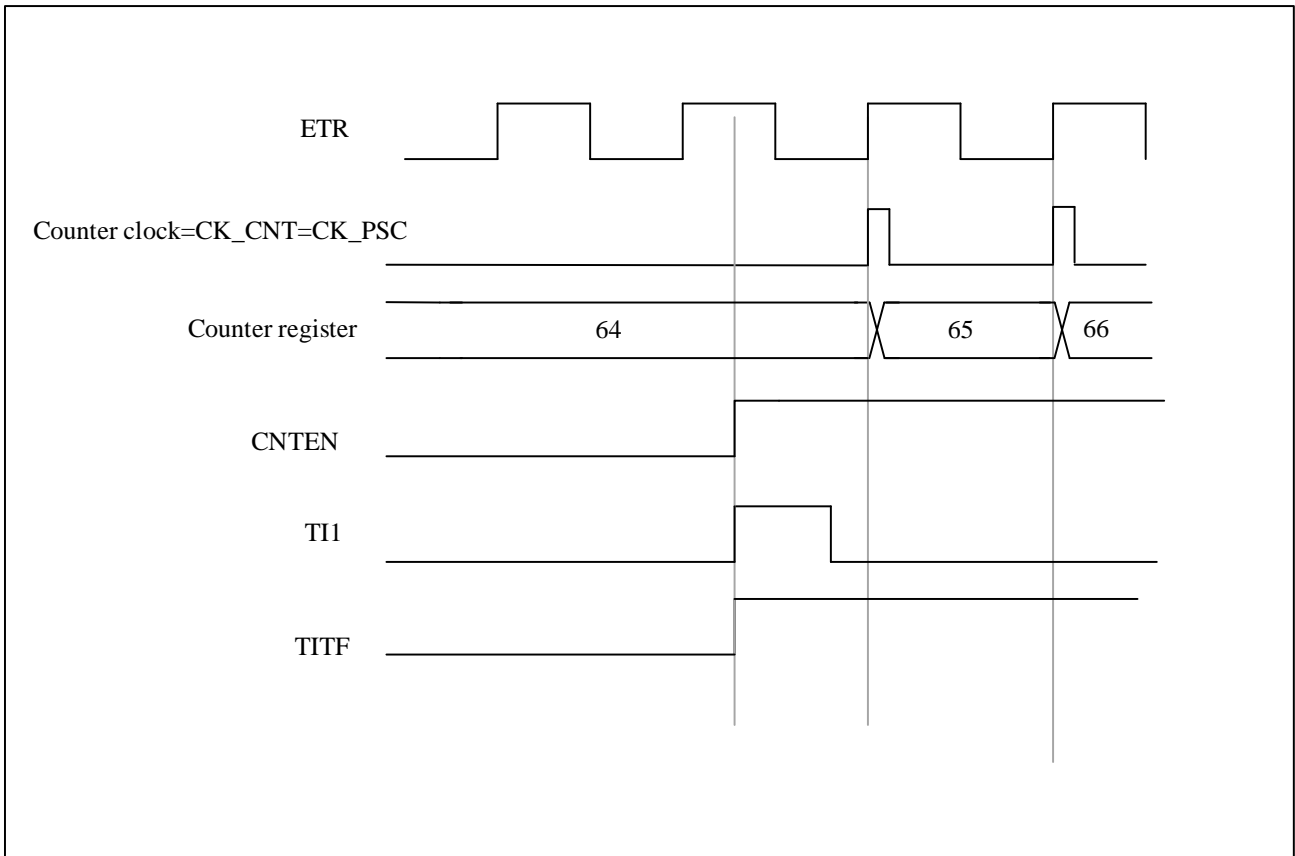 ETR
Counter clock=CK_CNT=CK_PSC
Counter register
64
65
66
CNTEN
TI1
TITF